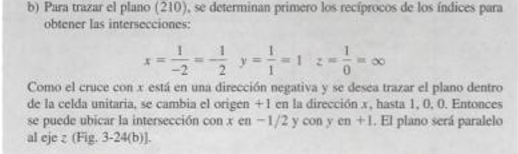 b) Para trazar el plano (210), se determinan primero los recíprocos de los índices para
obtener las intersecciones:
x = 1/-2 = - 1/2 y = 1/1 = 1 z = 1/0 = ∞
Como el cruce con x está en una dirección negativa y se desea trazar el plano dentro
de la celda unitaria, se cambia el origen +1 en la dirección x, hasta 1, 0, 0. Entonces
se puede ubicar la intersección con x en −1/2 y con y en +1. El plano será paralelo
al eje z (Fig. 3-24(b)].